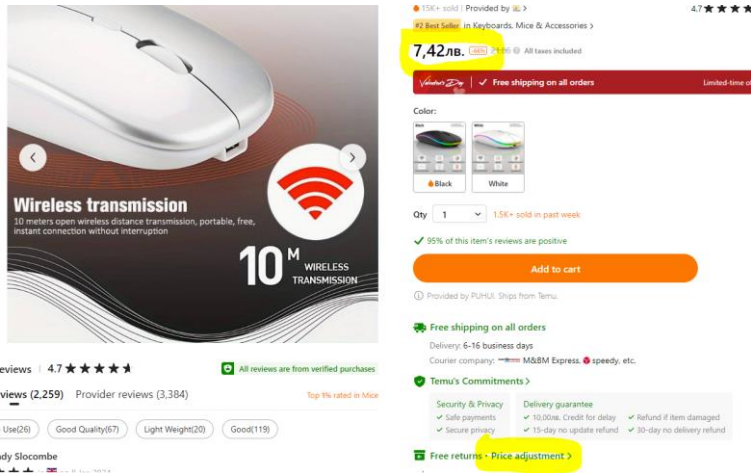 Wireless transmission
10 meters open wireless distance transmission, portable, free,
instant connection without interruption
10 M
WIRELESS
TRANSMISSION
eviews 4.7
All reviews are from verified purchases
views (2,259) Provider reviews (3,384)
Top 1% rated in Mice
Use(26) Good Quality(67) Light Weight(20) Good(119)
dy Slocombe
15K+ sold | Provided by
4.7
#2 Best Seller in Keyboards, Mice & Accessories >
7,42лв. All taxes included
Valentine's Day Free shipping on all orders Limited-time o
Color:
Black White
Black
White
Qty 1 1.5K+ sold in past week
95% of this item's reviews are positive
Add to cart
Provided by PUHUI. Ships from Temu.
Free shipping on all orders
Delivery: 6-16 business days
Courier company: M&BM Express, speedy, etc.
Temu's Commitments >
Security & Privacy
Safe payments
Secure privacy
Delivery guarantee
10,00лв. Credit for delay
Refund if item damaged
15-day no update refund
30-day no delivery refund
Free returns · Price adjustment >